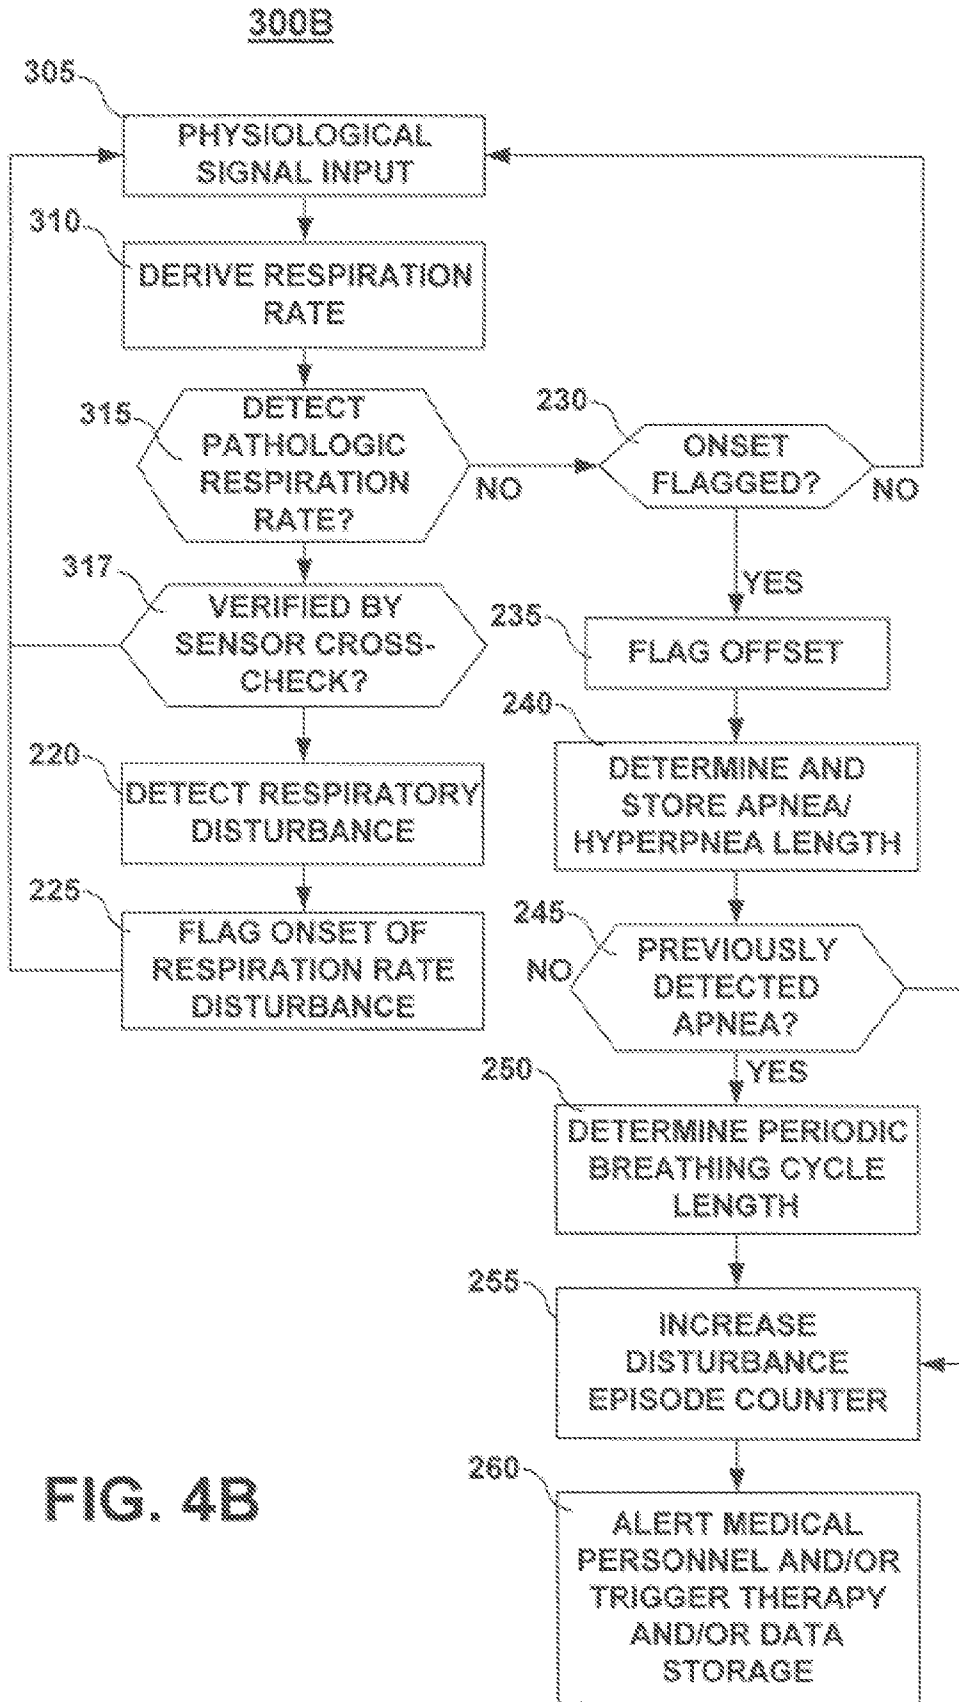 300B
305
PHYSIOLOGICAL
SIGNAL INPUT
310
DERIVE RESPIRATION
RATE
315
DETECT
PATHOLOGIC
RESPIRATION
RATE?
NO
230
ONSET
FLAGGED?
NO
YES
317
VERIFIED BY
SENSOR CROSS-
CHECK?
235
FLAG OFFSET
220
DETECT RESPIRATORY
DISTURBANCE
240
DETERMINE AND
STORE APNEA/
HYPERPNEA LENGTH
225
FLAG ONSET OF
RESPIRATION RATE
DISTURBANCE
245
NO
PREVIOUSLY
DETECTED
APNEA?
YES
250
DETERMINE PERIODIC
BREATHING CYCLE
LENGTH
255
INCREASE
DISTURBANCE
EPISODE COUNTER
260
ALERT MEDICAL
PERSONNEL AND/OR
TRIGGER THERAPY
AND/OR DATA
STORAGE
FIG. 4B